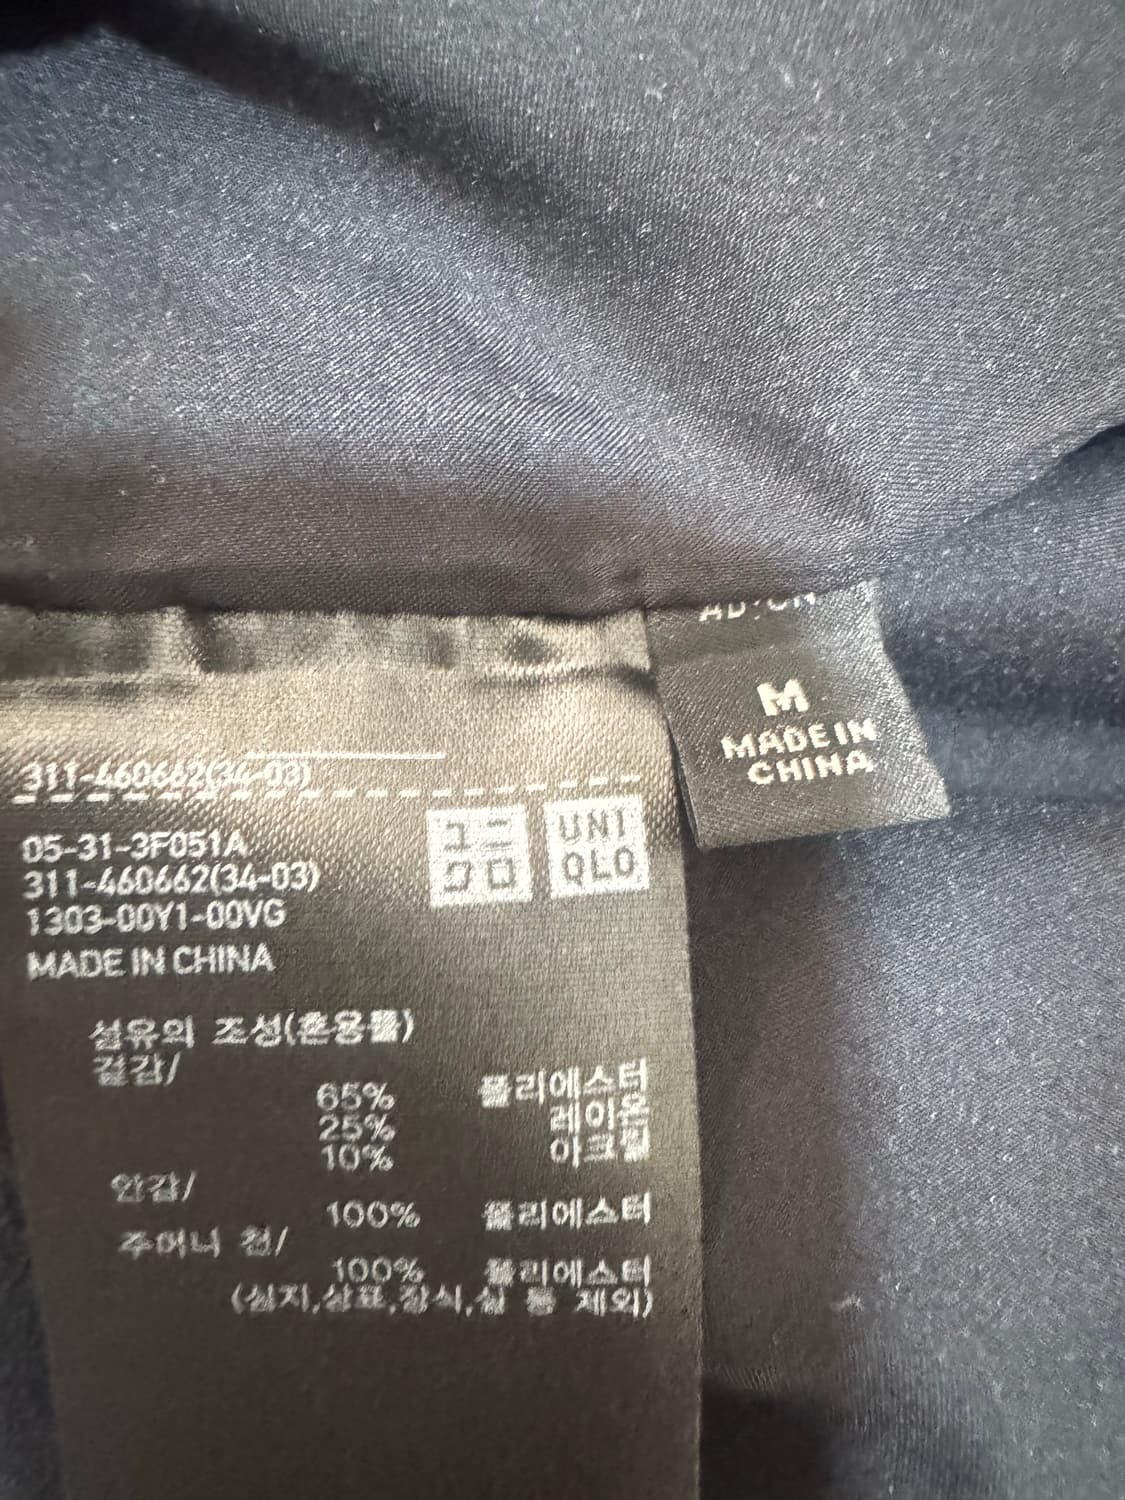 M
MADE IN
CHINA
311-460662(34-03)
05-31-3F051A
311-460662(34-03)
1303-00Y1-00VG
MADE IN CHINA
ユニ
クロ
UNI
QLO
섬유의 조성(혼용률)
겉감/
65% 폴리에스터
25% 레이온
10% 아크릴
안감/
100% 폴리에스터
주머니 천/
100% 폴리에스터
(심지,상표,장식,실 등 제외)